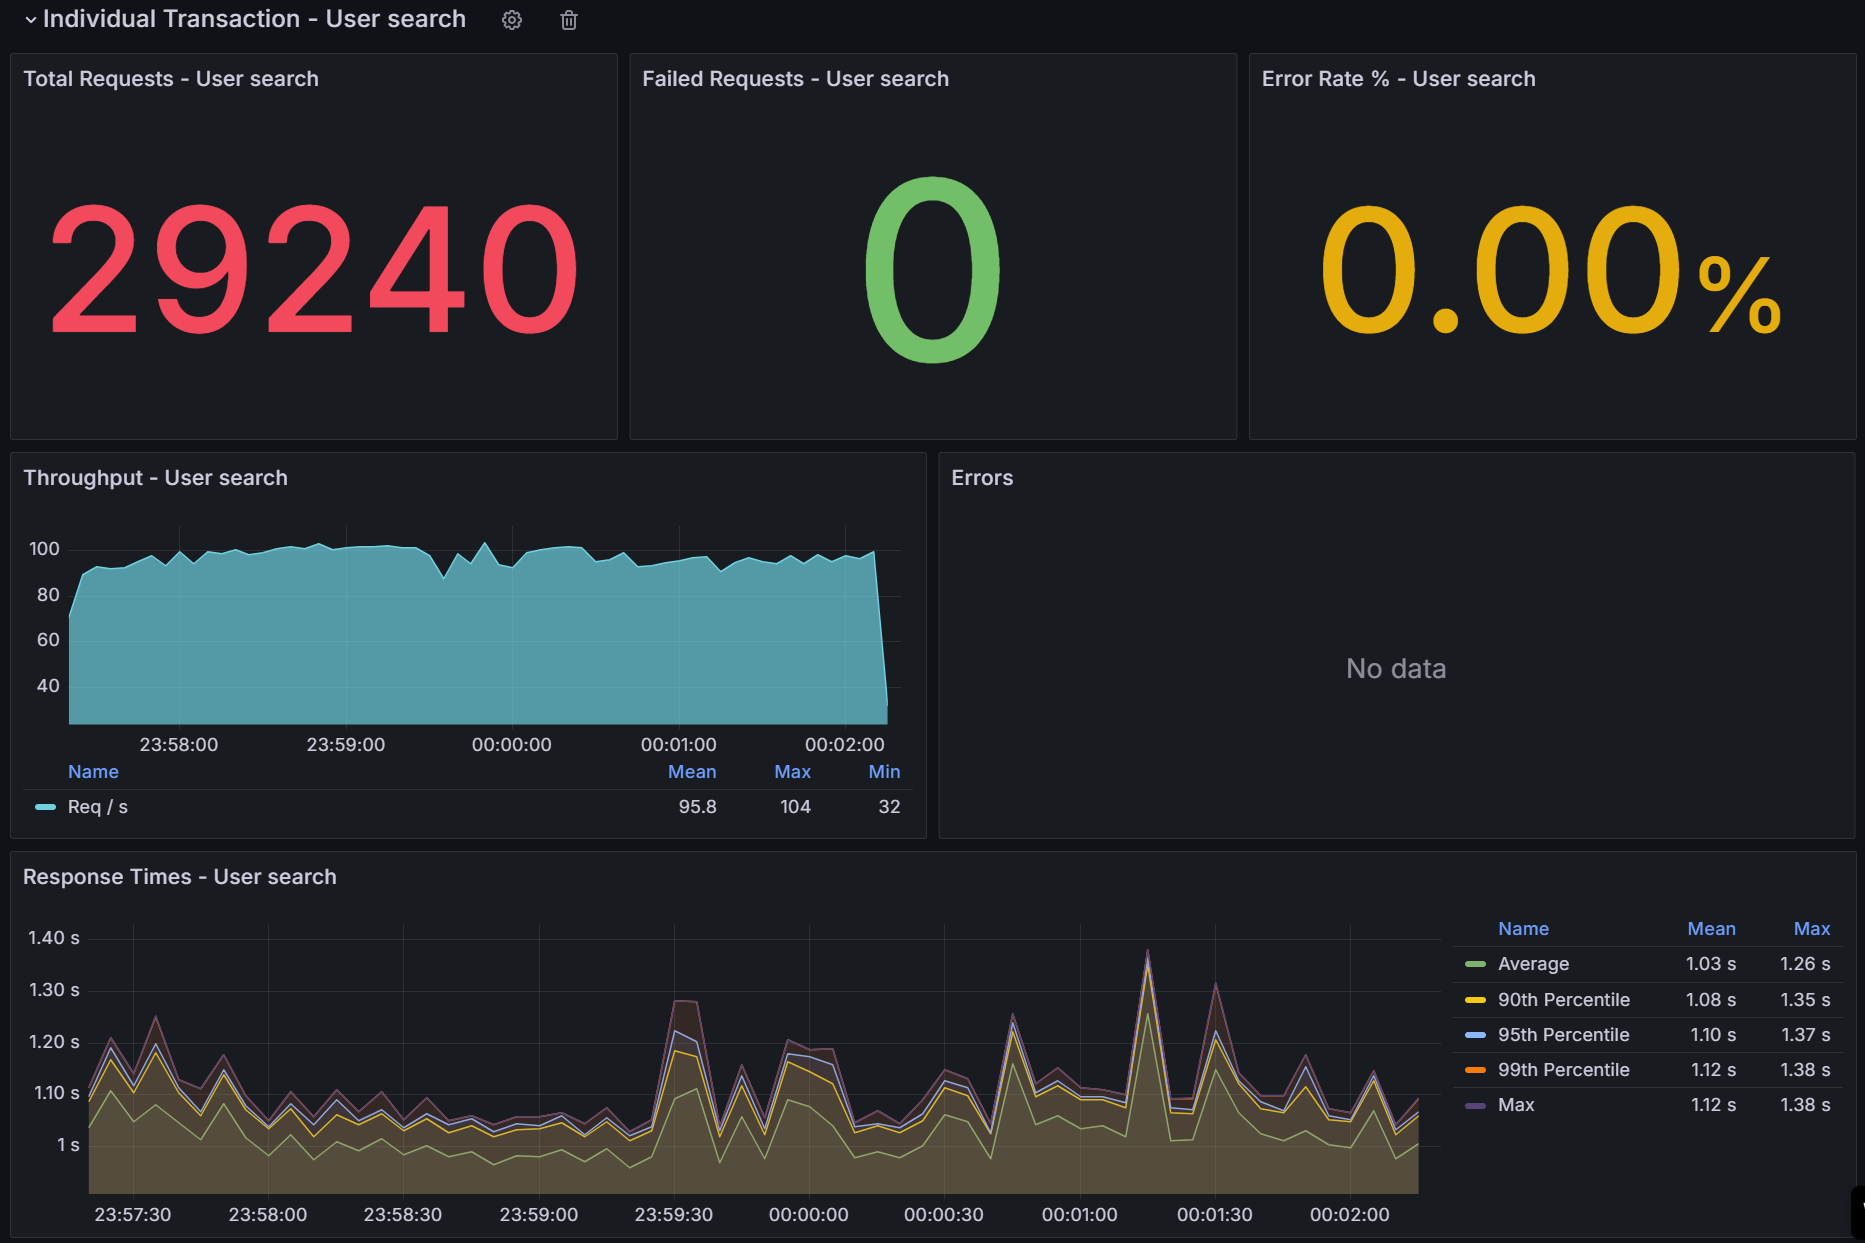 Individual Transaction - User search
Total Requests - User search
Failed Requests - User search
Error Rate % - User search
29240
0
0.00%
Throughput - User search
100
80
60
40
23:58:00 23:59:00 00:00:00 00:01:00 00:02:00
Name Mean Max Min
Req / s 95.8 104 32
Errors
No data
Response Times - User search
1.40 s
1.30 s
1.20 s
1.10 s
1 s
23:57:30 23:58:00 23:58:30 23:59:00 23:59:30 00:00:00 00:00:30 00:01:00 00:01:30 00:02:00
Name Mean Max
Average 1.03 s 1.26 s
90th Percentile 1.08 s 1.35 s
95th Percentile 1.10 s 1.37 s
99th Percentile 1.12 s 1.38 s
Max 1.12 s 1.38 s